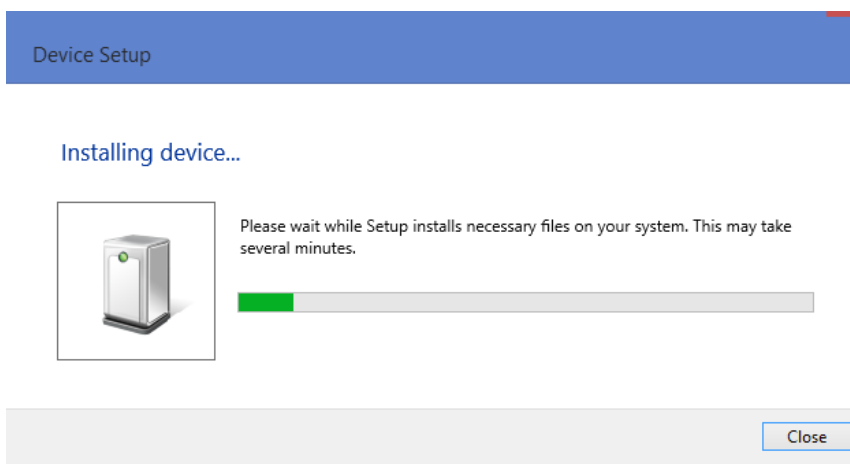 Device Setup
Installing device...
Please wait while Setup installs necessary files on your system. This may take
several minutes.
Close